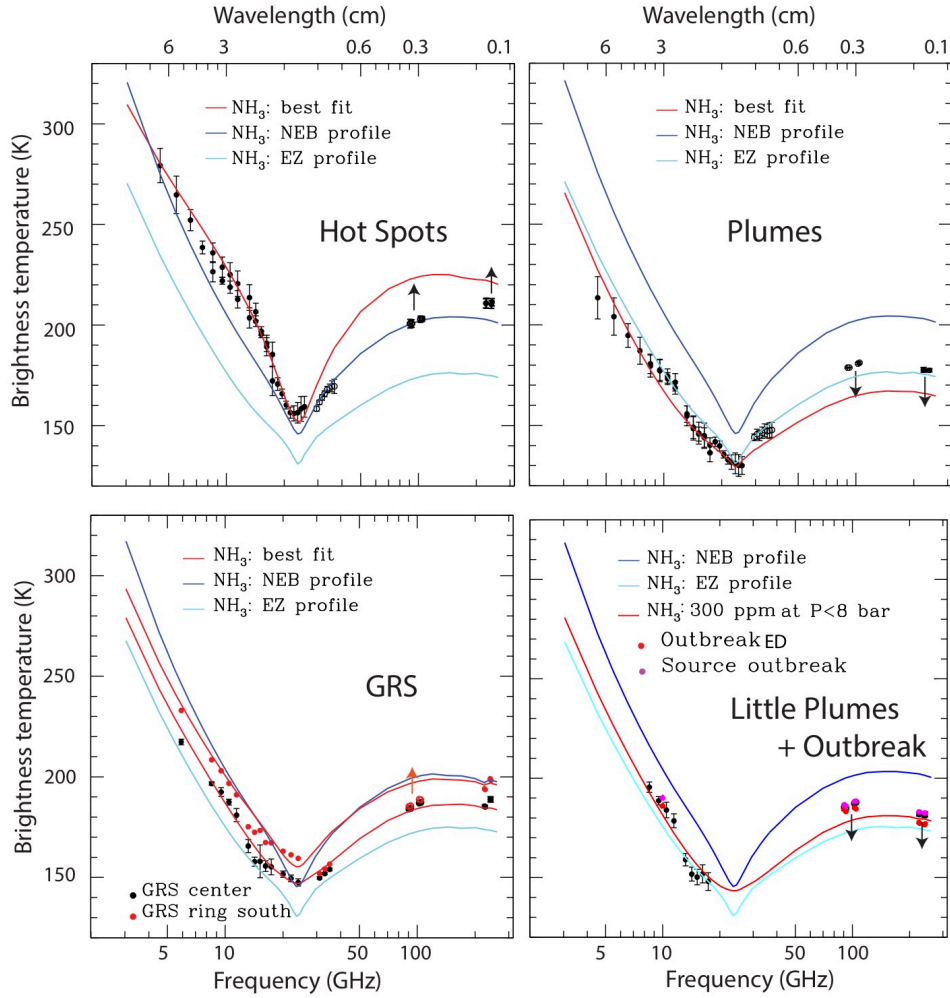 Wavelength (cm)
Wavelength (cm)
6 3 0.6 0.3 0.1
6 3 0.6 0.3 0.1
Brightness temperature (K)
300
250
200
150
NH3: best fit
NH3: NEB profile
NH3: EZ profile
Hot Spots
NH3: best fit
NH3: NEB profile
NH3: EZ profile
Plumes
Brightness temperature (K)
300
250
200
150
NH3: best fit
NH3: NEB profile
NH3: EZ profile
GRS
GRS center
GRS ring south
5 10 50 100
Frequency (GHz)
NH3: NEB profile
NH3: EZ profile
NH3: 300 ppm at P<8 bar
Outbreak ED
Source outbreak
Little Plumes
+ Outbreak
5 10 50 100
Frequency (GHz)